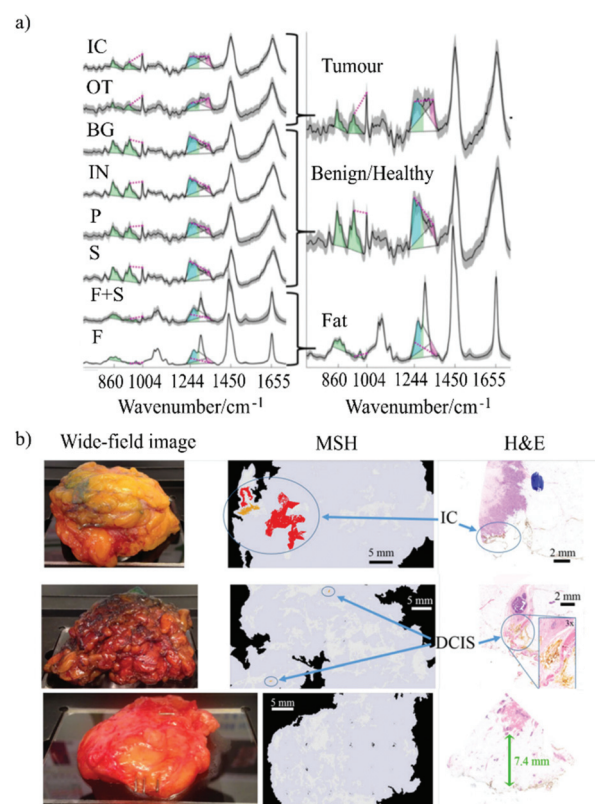 a)
IC
OT
BG
IN
P
S
F+S
F
Tumour
Benign/Healthy
Fat
860 1004 1244 1450 1655
860 1004 1244 1450 1655
Wavenumber/cm-1
Wavenumber/cm-1
b)
Wide-field image MSH H&E
IC
5 mm
2 mm
5 mm
2 mm
3x
DCIS
5 mm
7.4 mm